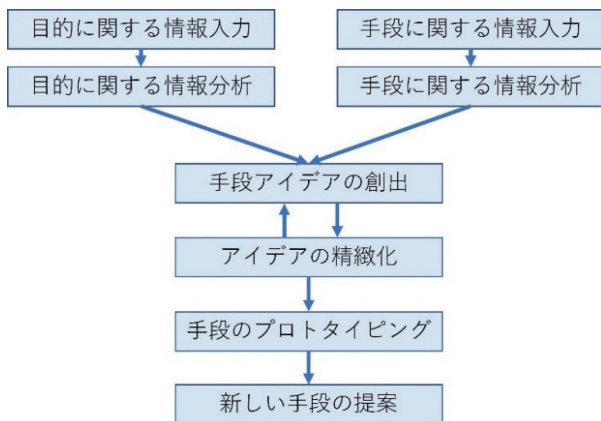 目的に関する情報入力
手段に関する情報入力
目的に関する情報分析
手段に関する情報分析
手段アイデアの創出
アイデアの精緻化
手段のプロトタイピング
新しい手段の提案